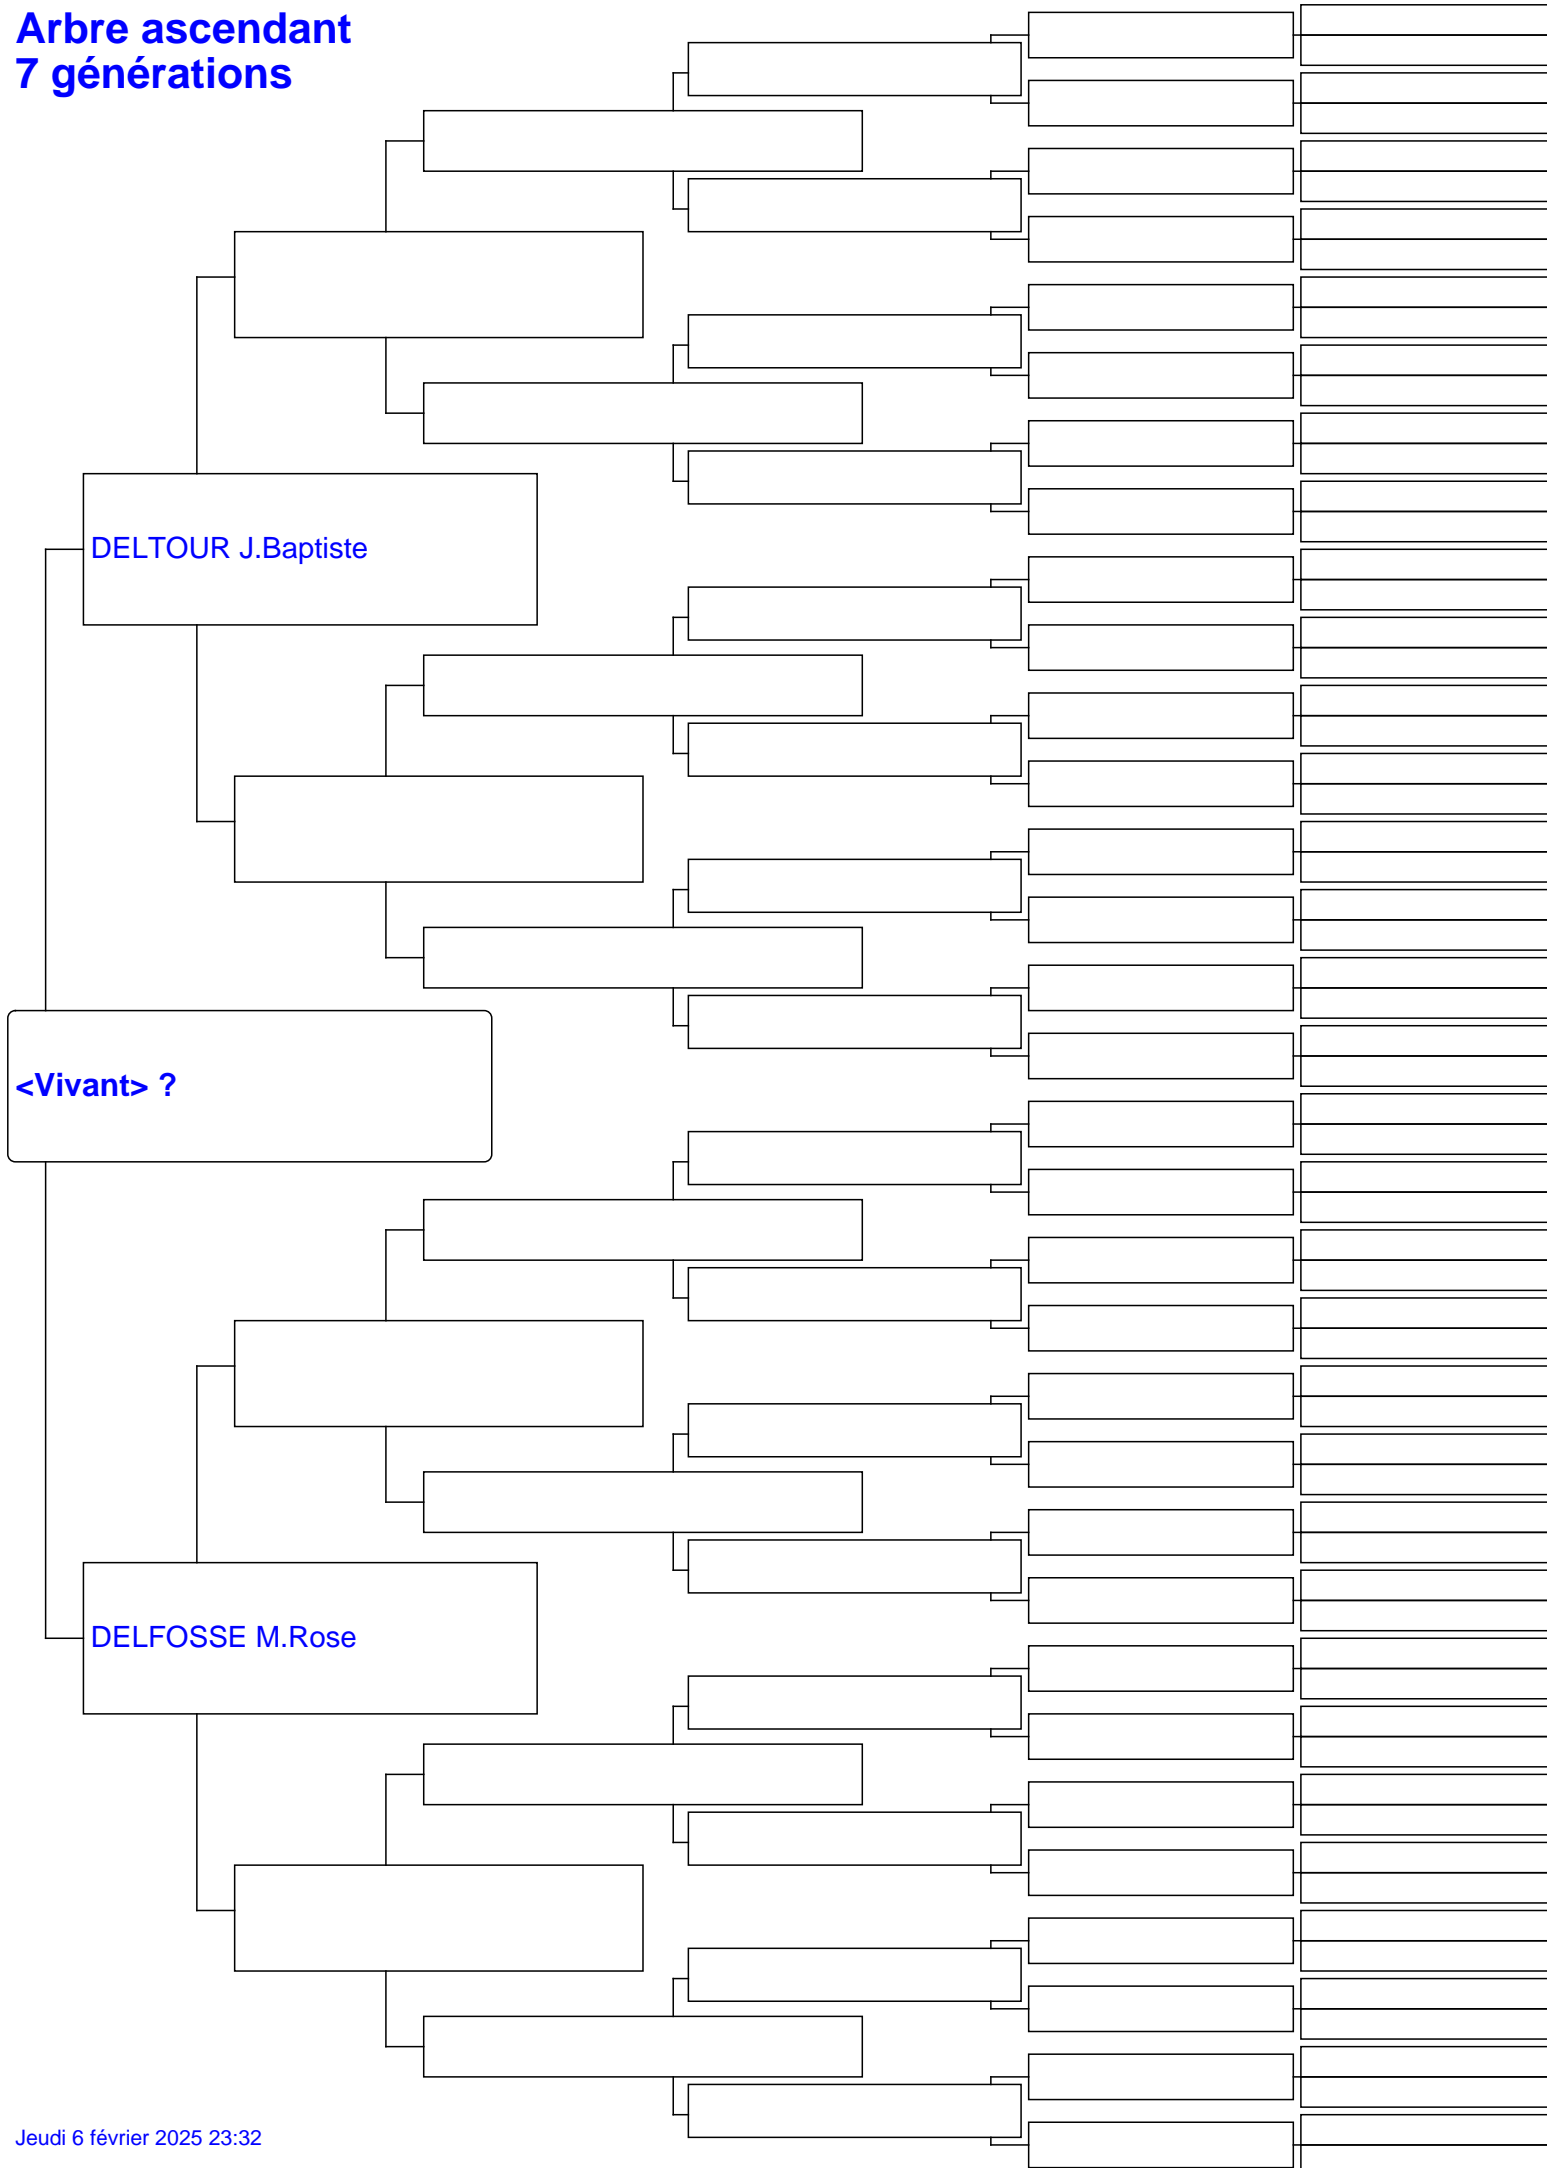 Arbre ascendant
7 générations
DELTOUR J.Baptiste
<Vivant> ?
DELFOSSE M.Rose
Jeudi 6 février 2025 23:32